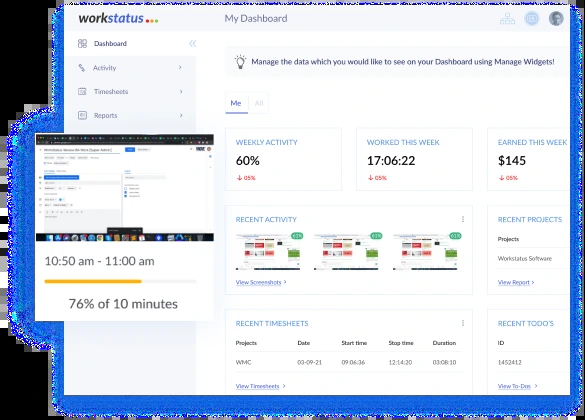 workstatus
My Dashboard
Dashboard
Activity
Timesheets
Reports
Manage the data which you would like to see on your Dashboard using Manage Widgets!
Me All
WEEKLY ACTIVITY
60%
05%
WORKED THIS WEEK
17:06:22
05%
EARNED THIS WEEK
$145
05%
10:50 am - 11:00 am
76% of 10 minutes
RECENT ACTIVITY
61% 61% 61%
View Screenshots
RECENT PROJECTS
Projects
Workstatus Software
View Report
RECENT TIMESHEETS
Projects Date Start time Stop time Duration
WMC 03-09-21 09.06:36 12:14:20 03:08:10
View Timesheets
RECENT TODO'S
ID
1452412
View To-Dos